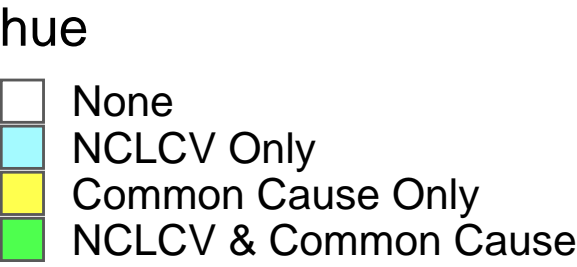 hue
None
NCLCV Only
Common Cause Only
NCLCV & Common Cause